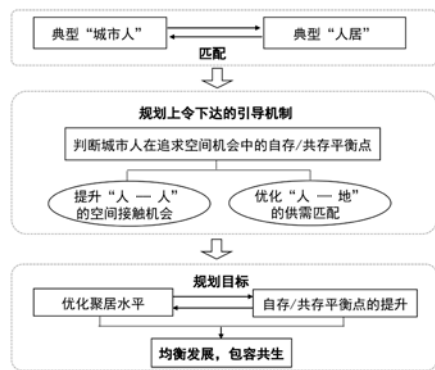 典型“城市人”
典型“人居”
匹配
规划上令下达的引导机制
判断城市人在追求空间机会中的自存/共存平衡点
提升“人 — 人”
的空间接触机会
优化“人 — 地”
的供需匹配
规划目标
优化聚居水平
自存/共存平衡点的提升
均衡发展，包容共生